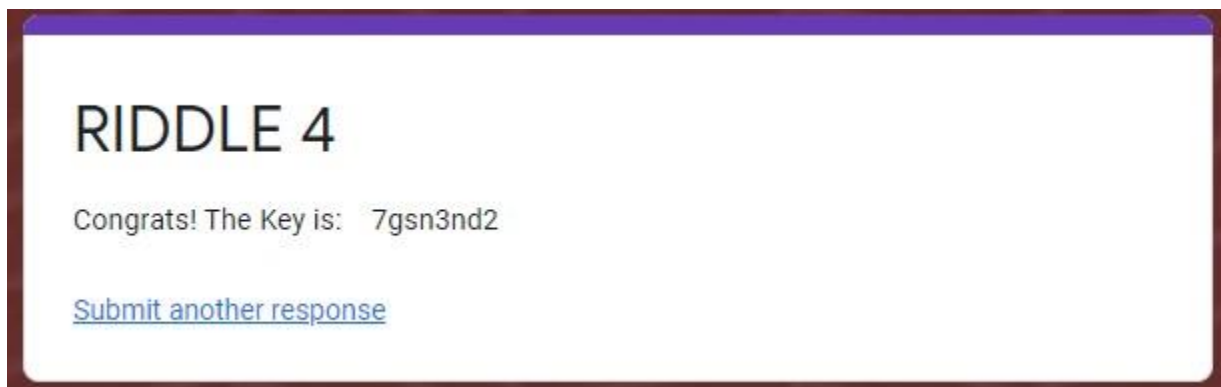 RIDDLE 4
Congrats! The Key is: 7gsn3nd2
Submit another response